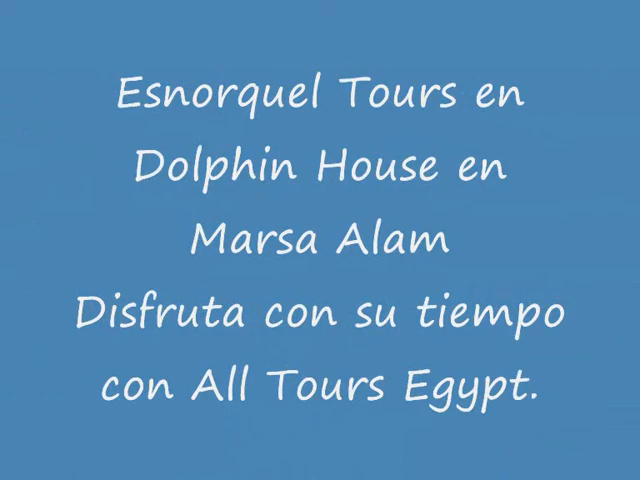 Esnorquel Tours en
Dolphin House en
Marsa Alam
Disfruta con su tiempo
con All Tours Egypt.